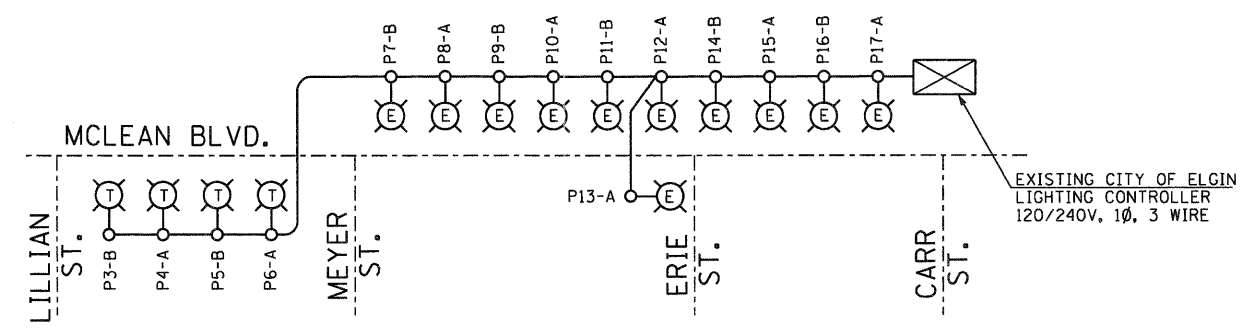 P7-B
P8-A
P9-B
P10-A
P11-B
P12-A
P14-B
P15-A
P16-B
P17-A
E
E
E
E
E
E
E
E
E
E
MCLEAN BLVD.
EXISTING CITY OF ELGIN
LIGHTING CONTROLLER
120/240V, 1Ø, 3 WIRE
T
T
T
T
P13-A
E
P3-B
P4-A
P5-B
P6-A
LILLIAN
ST.
MEYER
ST.
ERIE
ST.
CARR
ST.